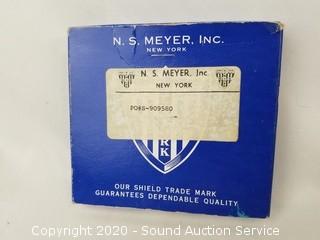 N. S. MEYER, INC.
NEW YORK
N. S. MEYER, Inc.
NEW YORK
PO#S-909580
RK
OUR SHIELD TRADE MARK
GUARANTEES DEPENDABLE QUALITY
Copyright 2020 - Sound Auction Service